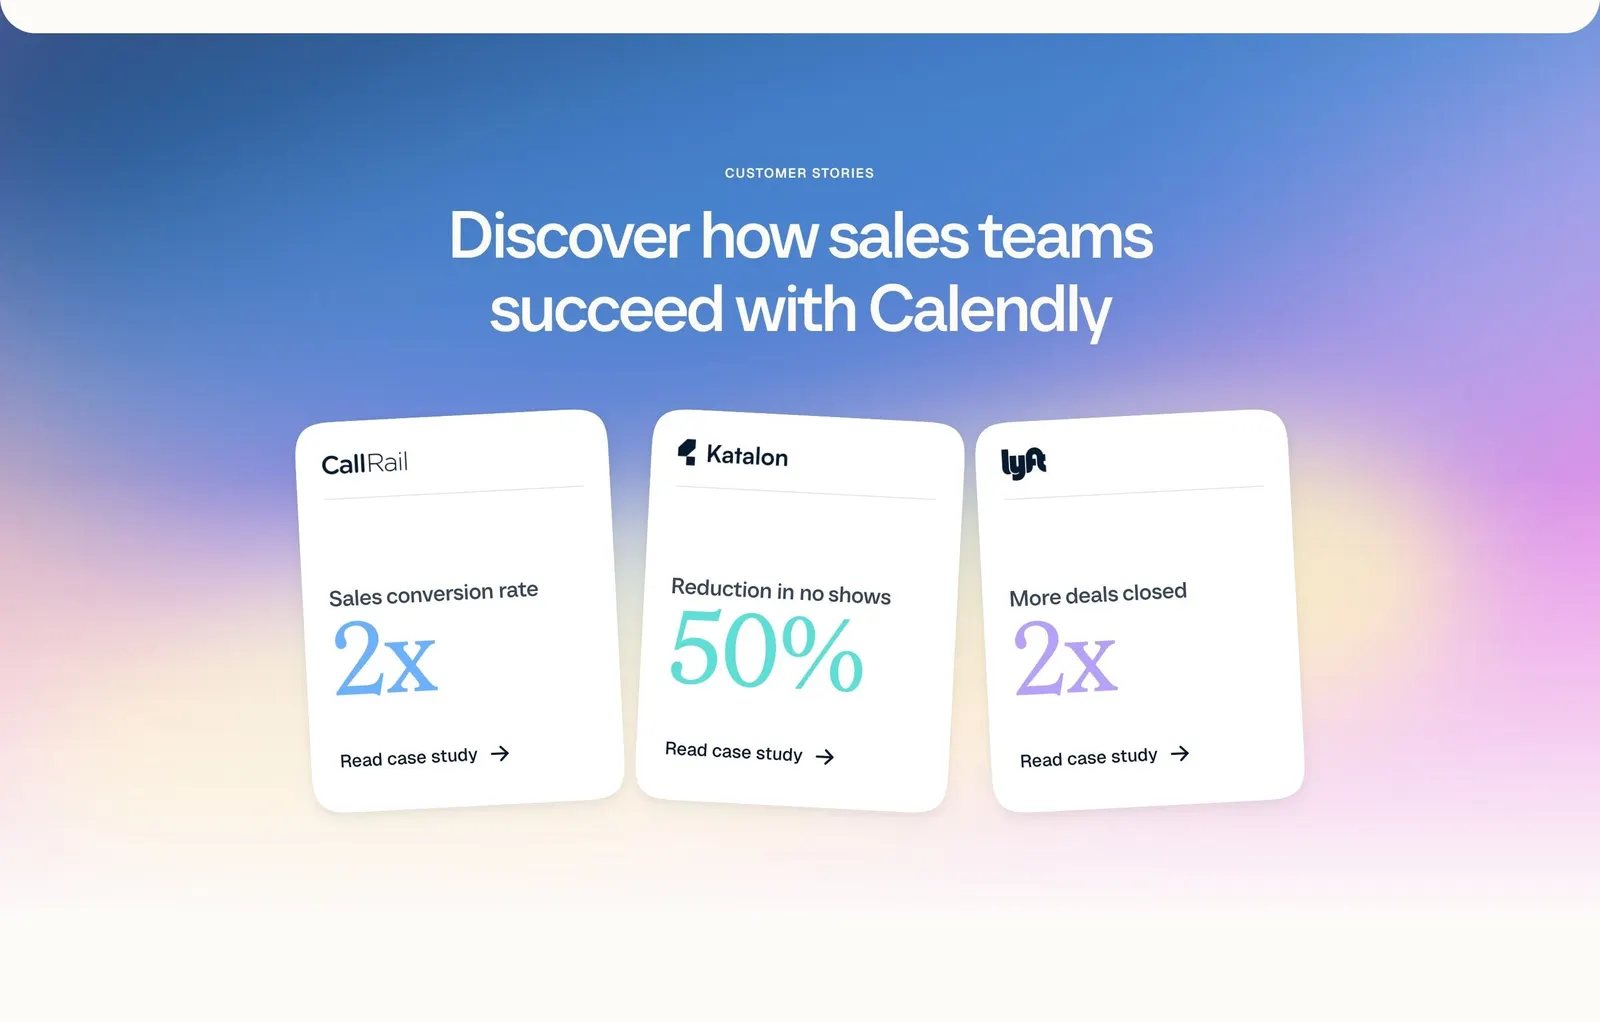 CUSTOMER STORIES
Discover how sales teams
succeed with Calendly
CallRail
Sales conversion rate
2x
Read case study
Katalon
Reduction in no shows
50%
Read case study
lyft
More deals closed
2x
Read case study